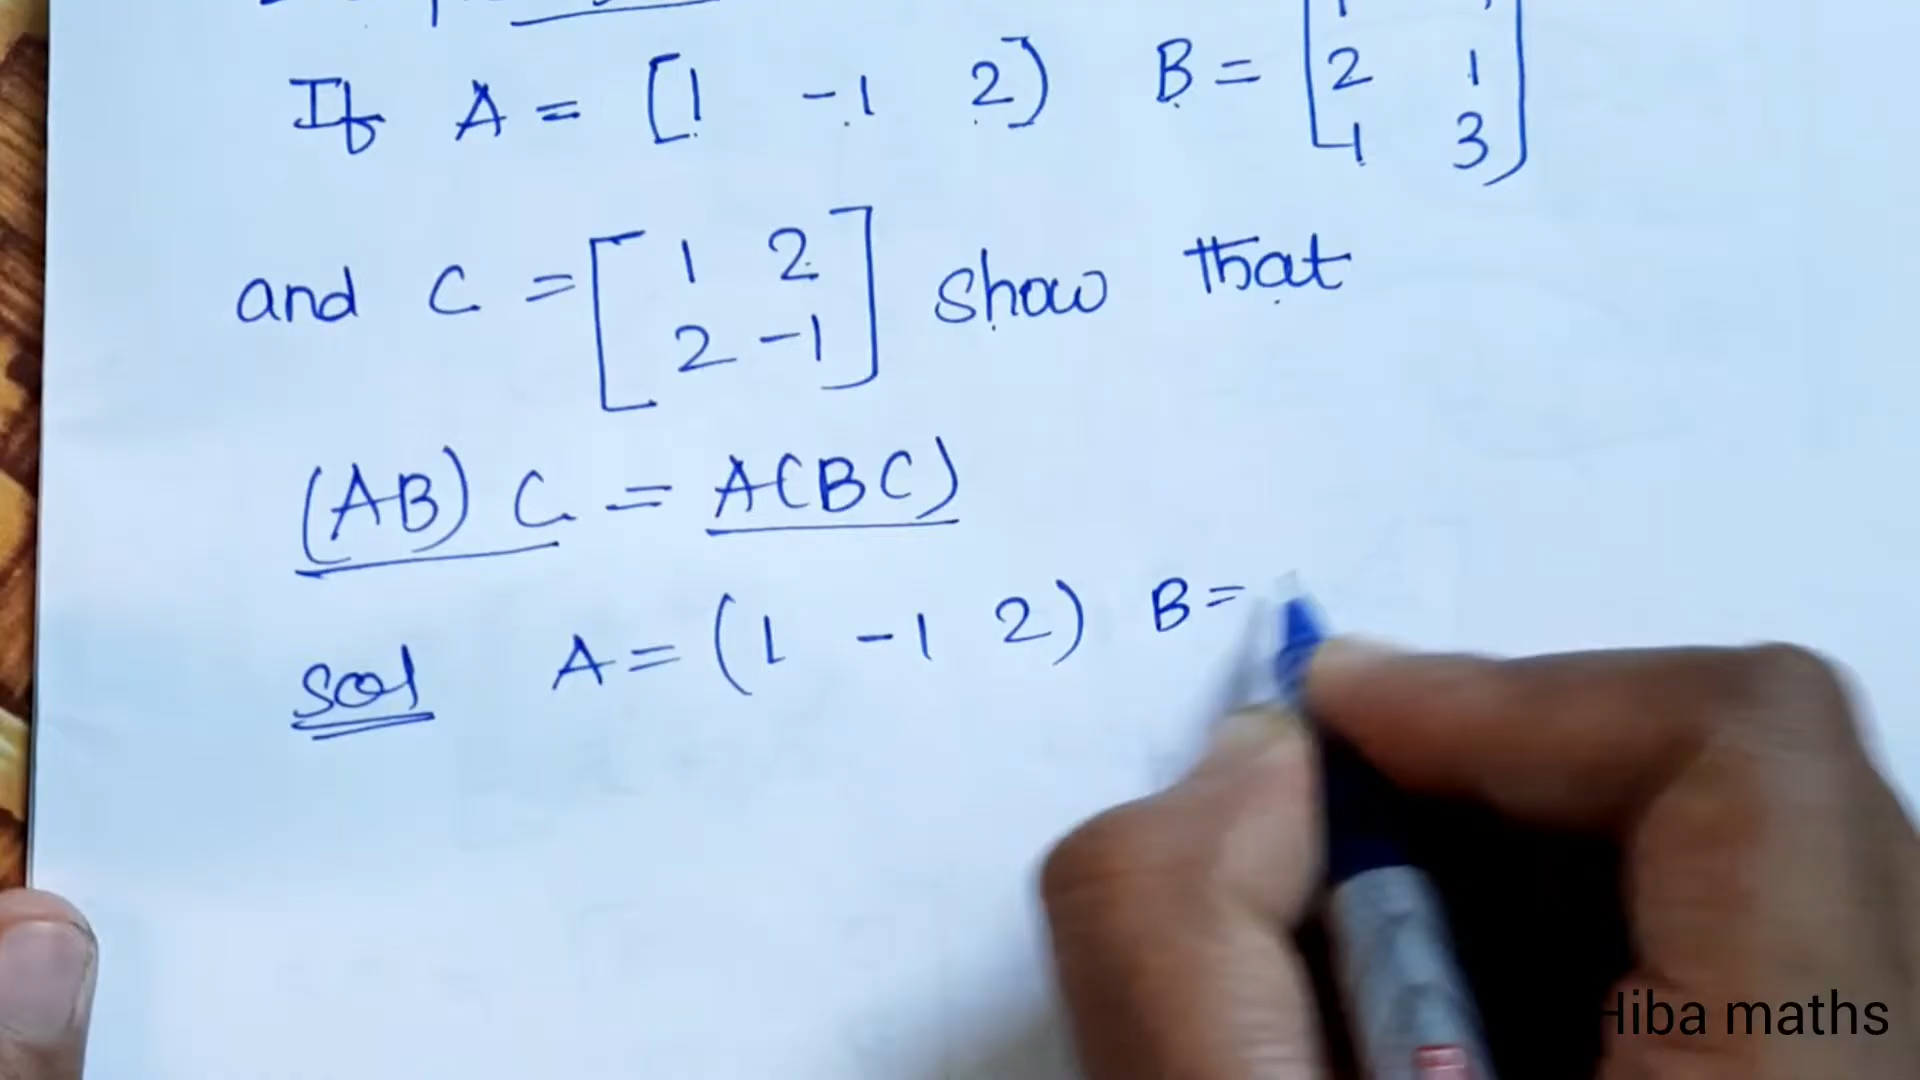 If A = [1 -1 2] B = [
2 1
1 3]
and C = [1 2
2 -1] show that
(AB) C = A(BC)
Sol A = (1 -1 2) B =
Hiba maths